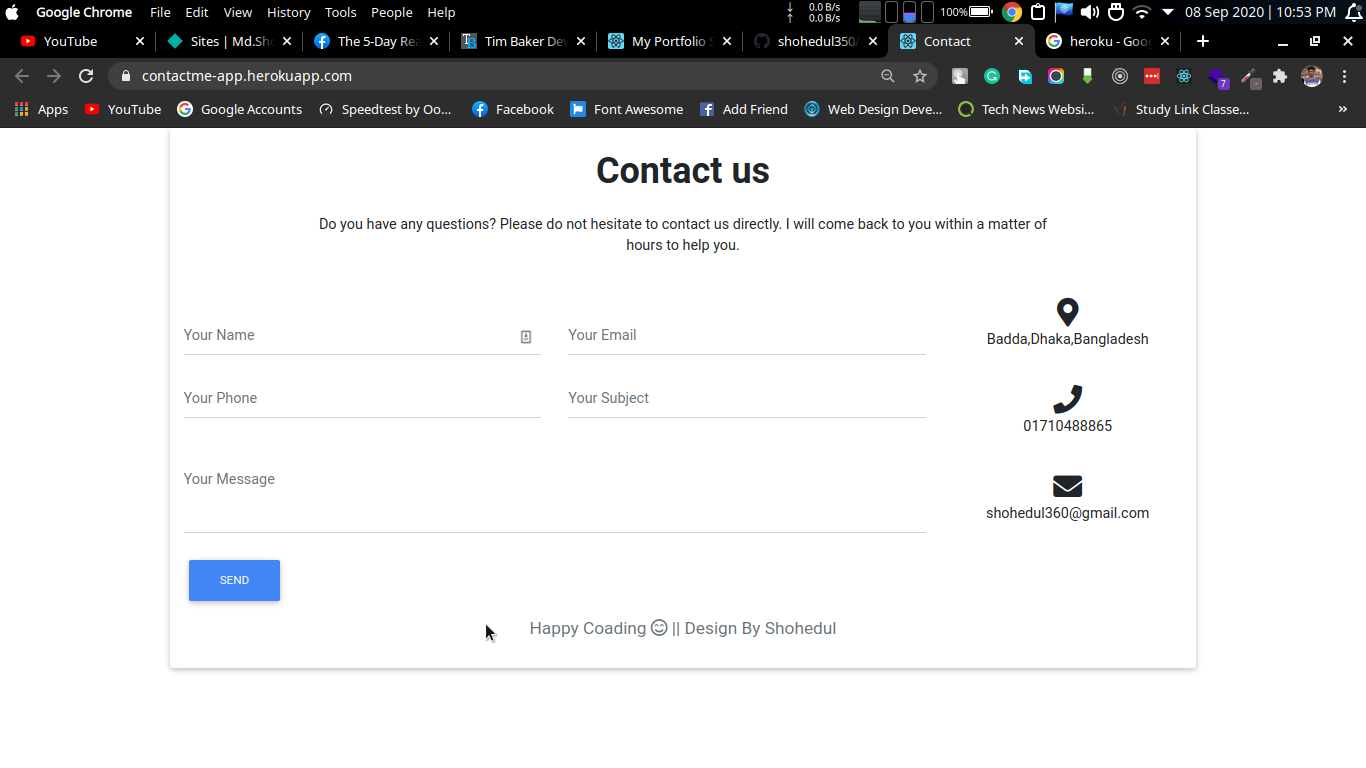 Google Chrome File Edit View History Tools People Help 0.0 B/s 0.0 B/s 100% 08 Sep 2020 | 10:53 PM
YouTube Sites | Md.Sh The 5-Day Rea Tim Baker De My Portfolio S shohedul350/ Contact heroku - Goog
contactme-app.herokuapp.com 7
Apps YouTube Google Accounts Speedtest by Oo... Facebook Font Awesome Add Friend Web Design Deve... Tech News Websi... Study Link Classe... »
Contact us
Do you have any questions? Please do not hesitate to contact us directly. I will come back to you within a matter of
hours to help you.
Your Name Your Email
Badda,Dhaka,Bangladesh
Your Phone Your Subject
01710488865
Your Message
shohedul360@gmail.com
SEND
Happy Coading 😊 || Design By Shohedul